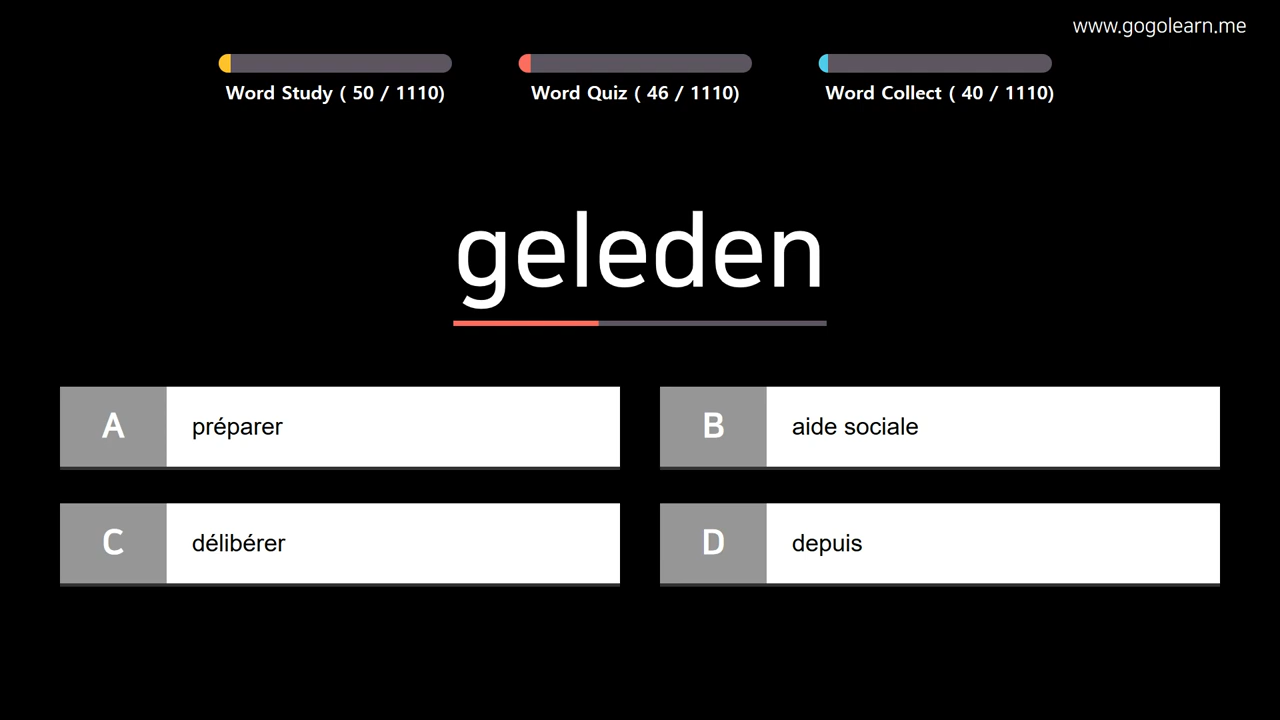 www.gogolearn.me
Word Study ( 50 / 1110)
Word Quiz ( 46 / 1110)
Word Collect ( 40 / 1110)
geleden
A
préparer
B
aide sociale
C
délibérer
D
depuis